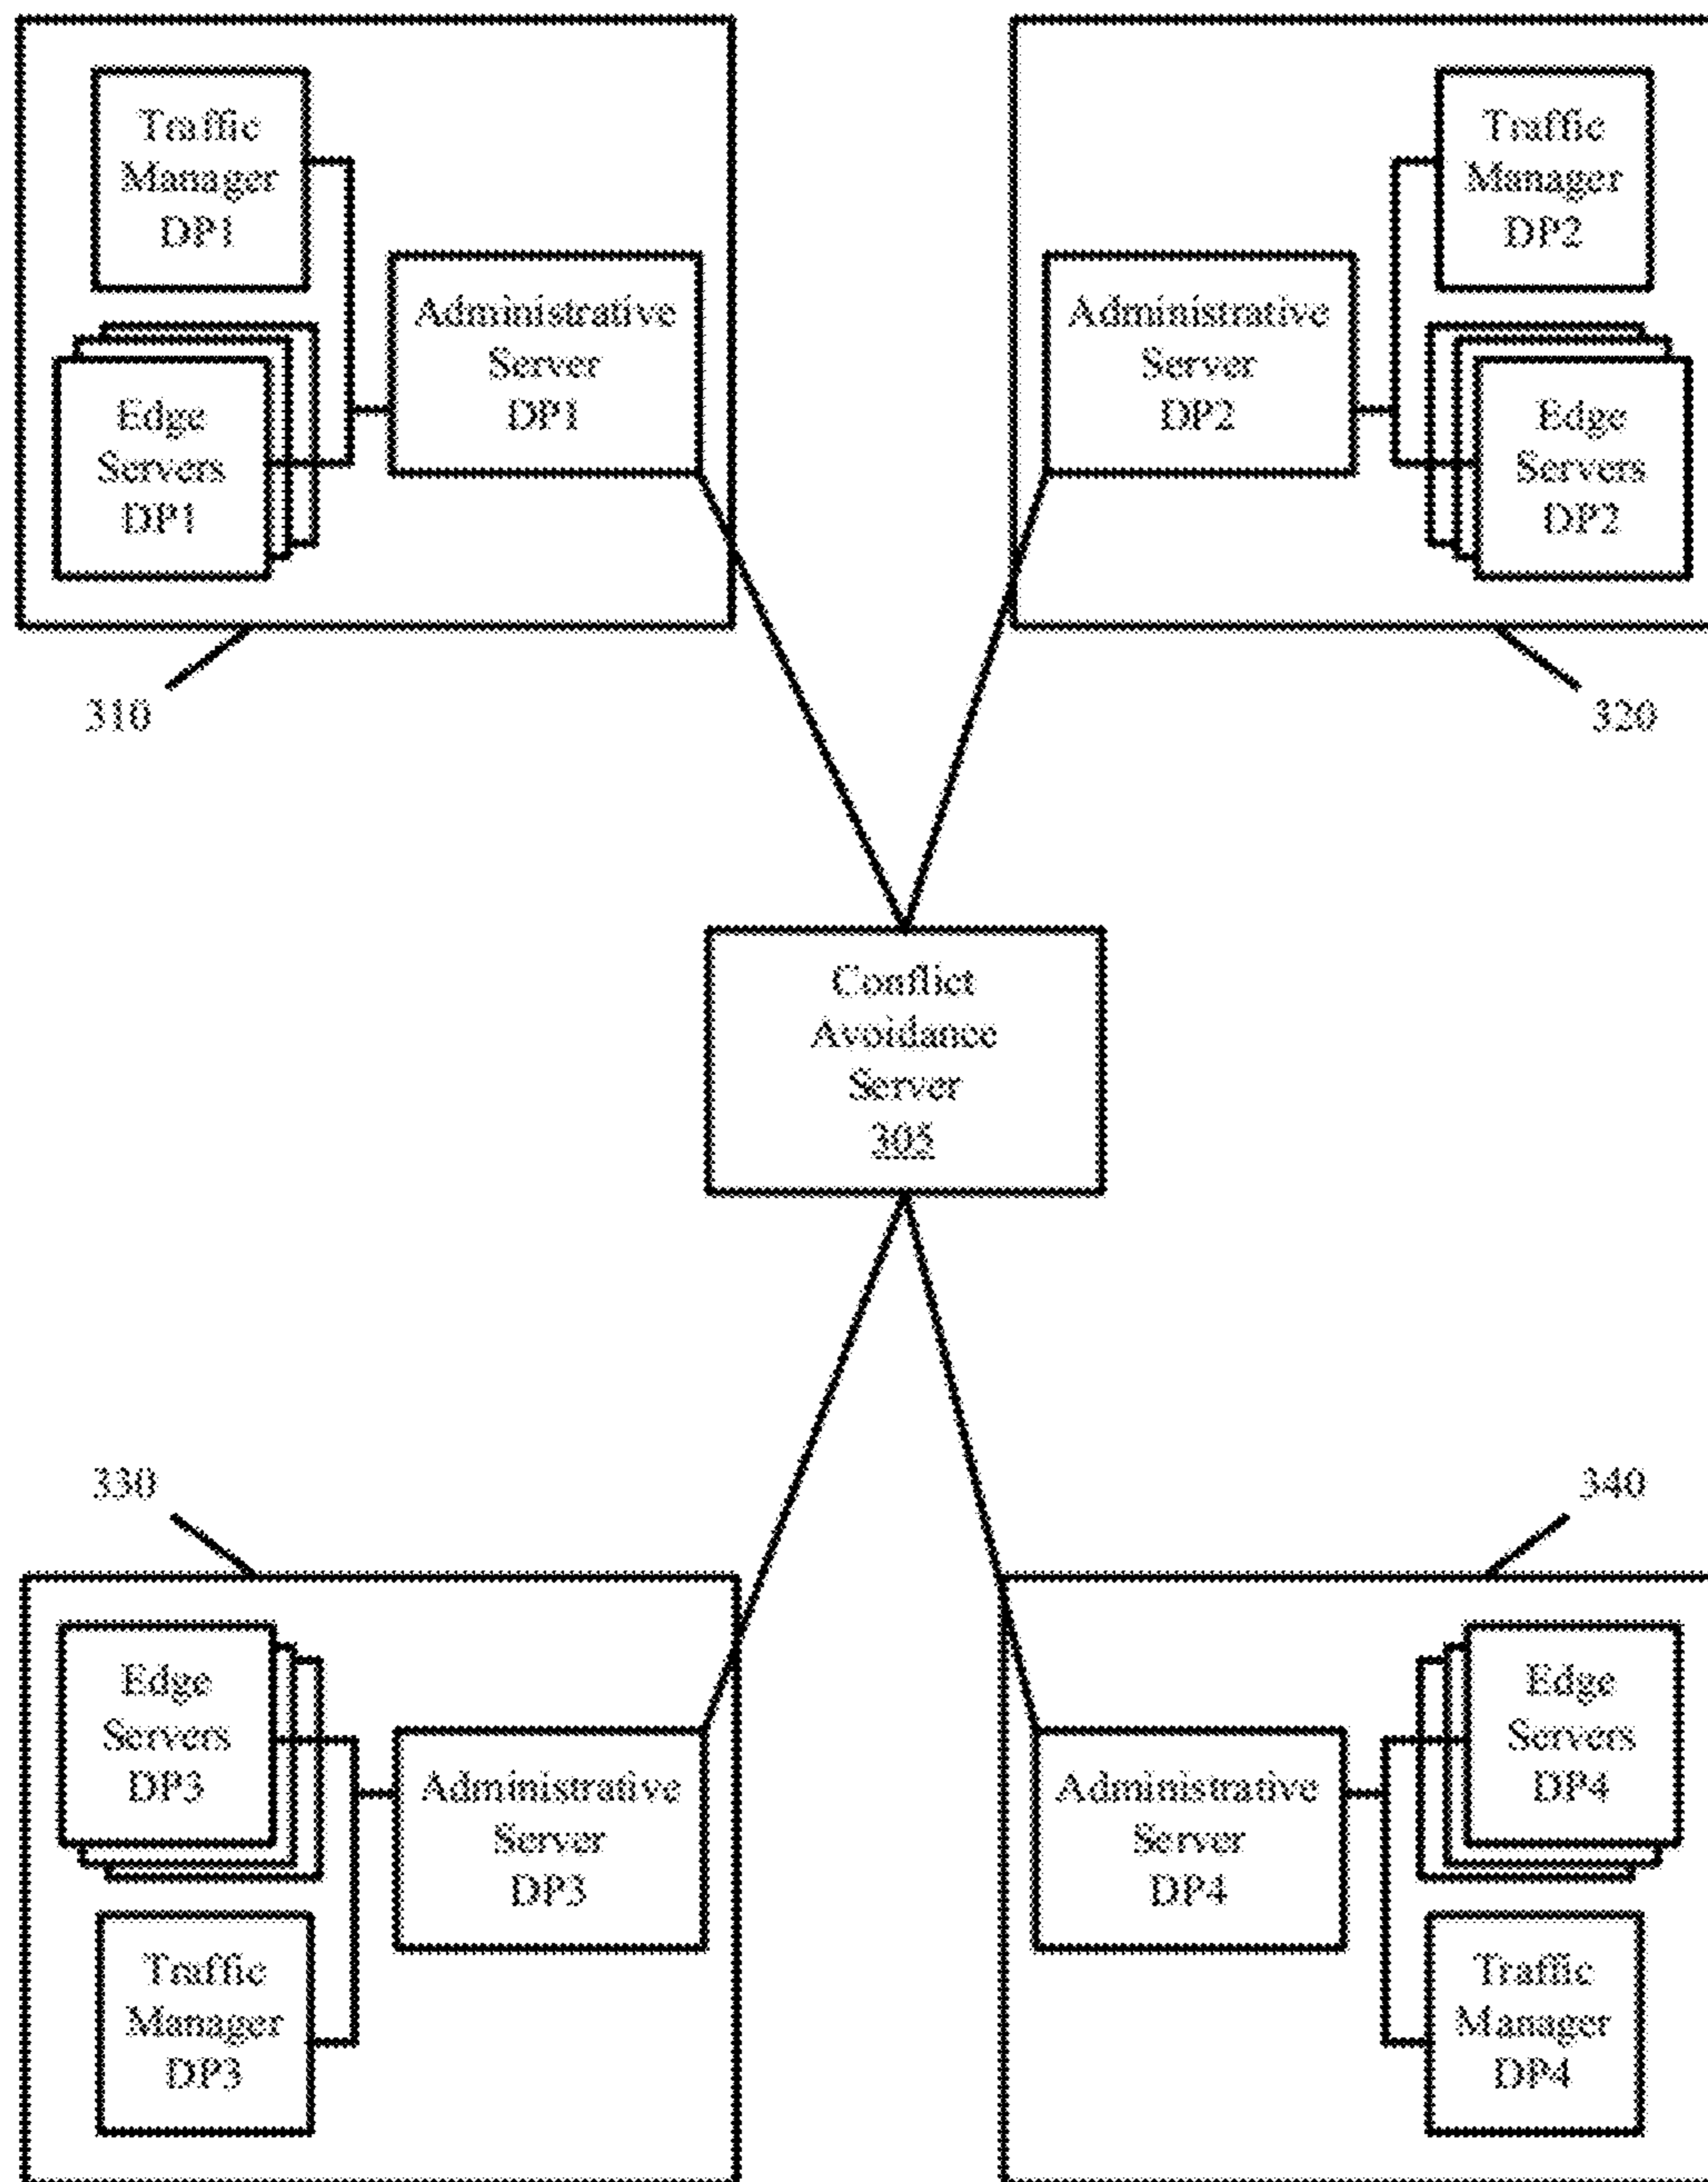 Traffic
Manager
DP1
Administrative
Server
DP1
Edge
Servers
DP1
310
Traffic
Manager
DP2
Administrative
Server
DP2
Edge
Servers
DP2
320
Conflict
Avoidance
Server
305
330
Edge
Servers
DP3
Administrative
Server
DP3
Traffic
Manager
DP3
340
Edge
Servers
DP4
Administrative
Server
DP4
Traffic
Manager
DP4